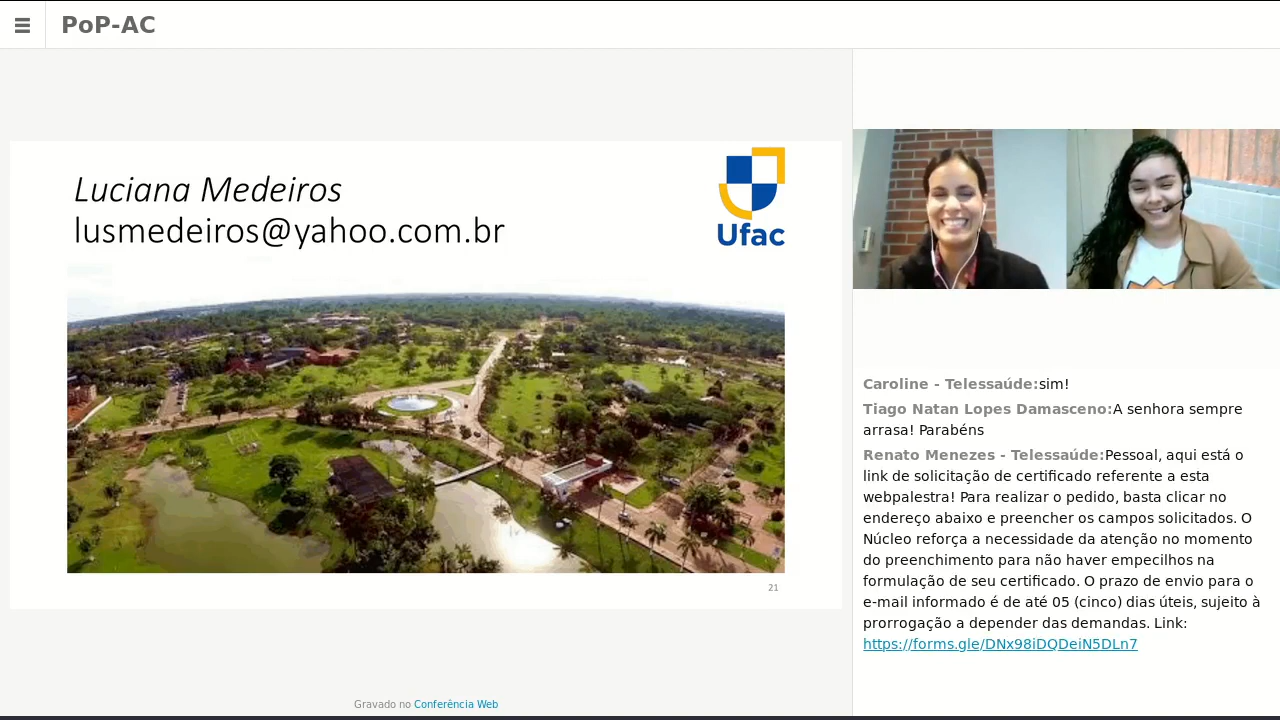 PoP-AC
Luciana Medeiros
lusmedeiros@yahoo.com.br
Ufac
21
Gravado no Conferência Web
Caroline - Telessaúde:sim!
Tiago Natan Lopes Damasceno:A senhora sempre
arrasa! Parabéns
Renato Menezes - Telessaúde:Pessoal, aqui está o
link de solicitação de certificado referente a esta
webpalestra! Para realizar o pedido, basta clicar no
endereço abaixo e preencher os campos solicitados. O
Núcleo reforça a necessidade da atenção no momento
do preenchimento para não haver empecilhos na
formulação de seu certificado. O prazo de envio para o
e-mail informado é de até 05 (cinco) dias úteis, sujeito à
prorrogação a depender das demandas. Link:
https://forms.gle/DNx98iDQDeiN5DLn7